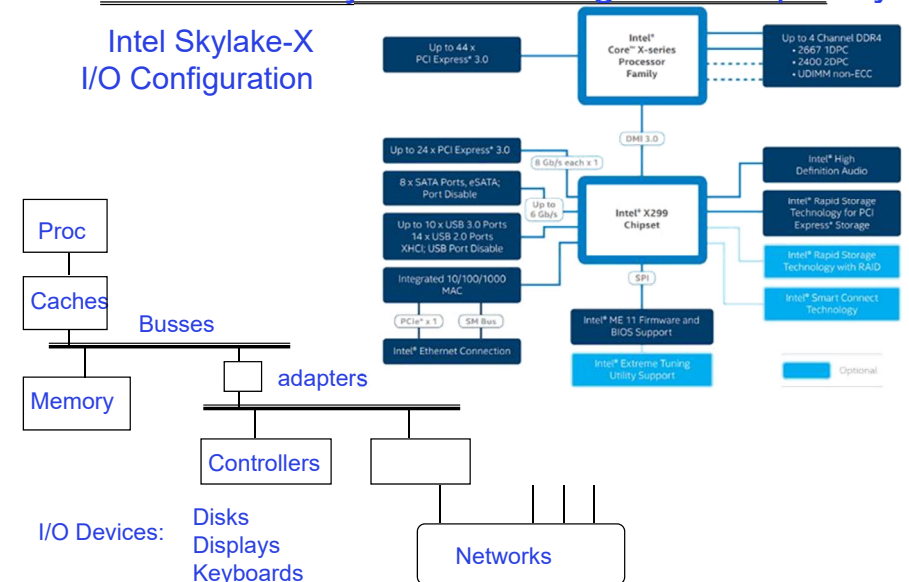 Intel Skylake-X
I/O Configuration
Up to 44 x
PCI Express* 3.0
Intel®
Core™ X-series
Processor
Family
Up to 4 Channel DDR4
• 2667 1DPC
• 2400 2DPC
• UDIMM non-ECC
DMI 3.0
Up to 24 x PCI Express* 3.0
8 Gb/s each x 1
8 x SATA Ports, eSATA;
Port Disable
Up to
6 Gb/s
Up to 10 x USB 3.0 Ports
14 x USB 2.0 Ports
XHCI; USB Port Disable
Integrated 10/100/1000
MAC
PCIe* x 1
SM Bus
Intel® Ethernet Connection
Intel® X299
Chipset
SPI
Intel® ME 11 Firmware and
BIOS Support
Intel® Extreme Tuning
Utility Support
Intel® High
Definition Audio
Intel® Rapid Storage
Technology for PCI
Express® Storage
Intel® Rapid Storage
Technology with RAID
Intel® Smart Connect
Technology
Optional
Proc
Caches
Busses
Memory
adapters
Controllers
I/O Devices:
Disks
Displays
Keyboards
Networks